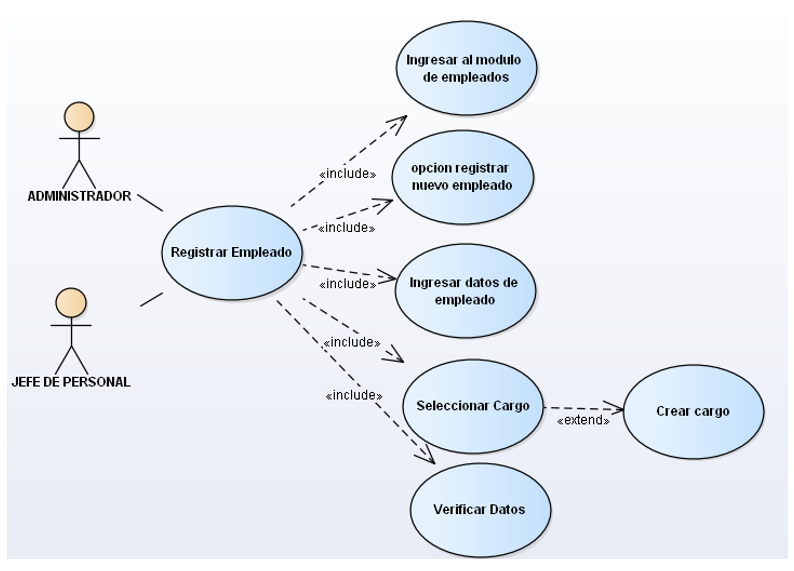 Ingresar al modulo
de empleados
ADMINISTRADOR
«include»
opcion registrar
nuevo empleado
«include»
Registrar Empleado
«include»
Ingresar datos de
empleado
JEFE DE PERSONAL
«include»
Seleccionar Cargo
«extend»
Crear cargo
«include»
Verificar Datos